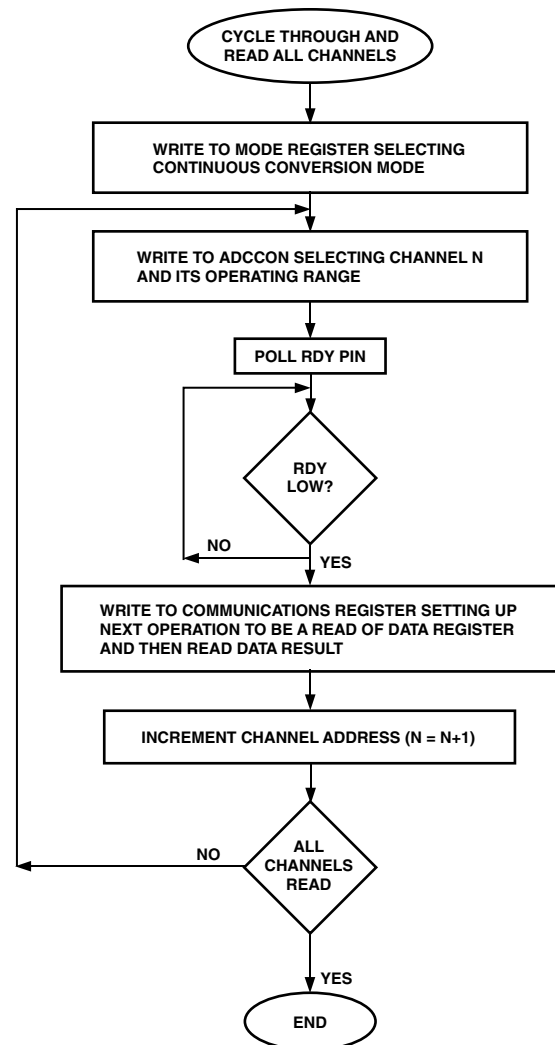 CYCLE THROUGH AND
READ ALL CHANNELS
WRITE TO MODE REGISTER SELECTING
CONTINUOUS CONVERSION MODE
WRITE TO ADCCON SELECTING CHANNEL N
AND ITS OPERATING RANGE
POLL RDY PIN
RDY
LOW?
NO
YES
WRITE TO COMMUNICATIONS REGISTER SETTING UP
NEXT OPERATION TO BE A READ OF DATA REGISTER
AND THEN READ DATA RESULT
INCREMENT CHANNEL ADDRESS (N = N+1)
ALL
CHANNELS
READ
NO
YES
END